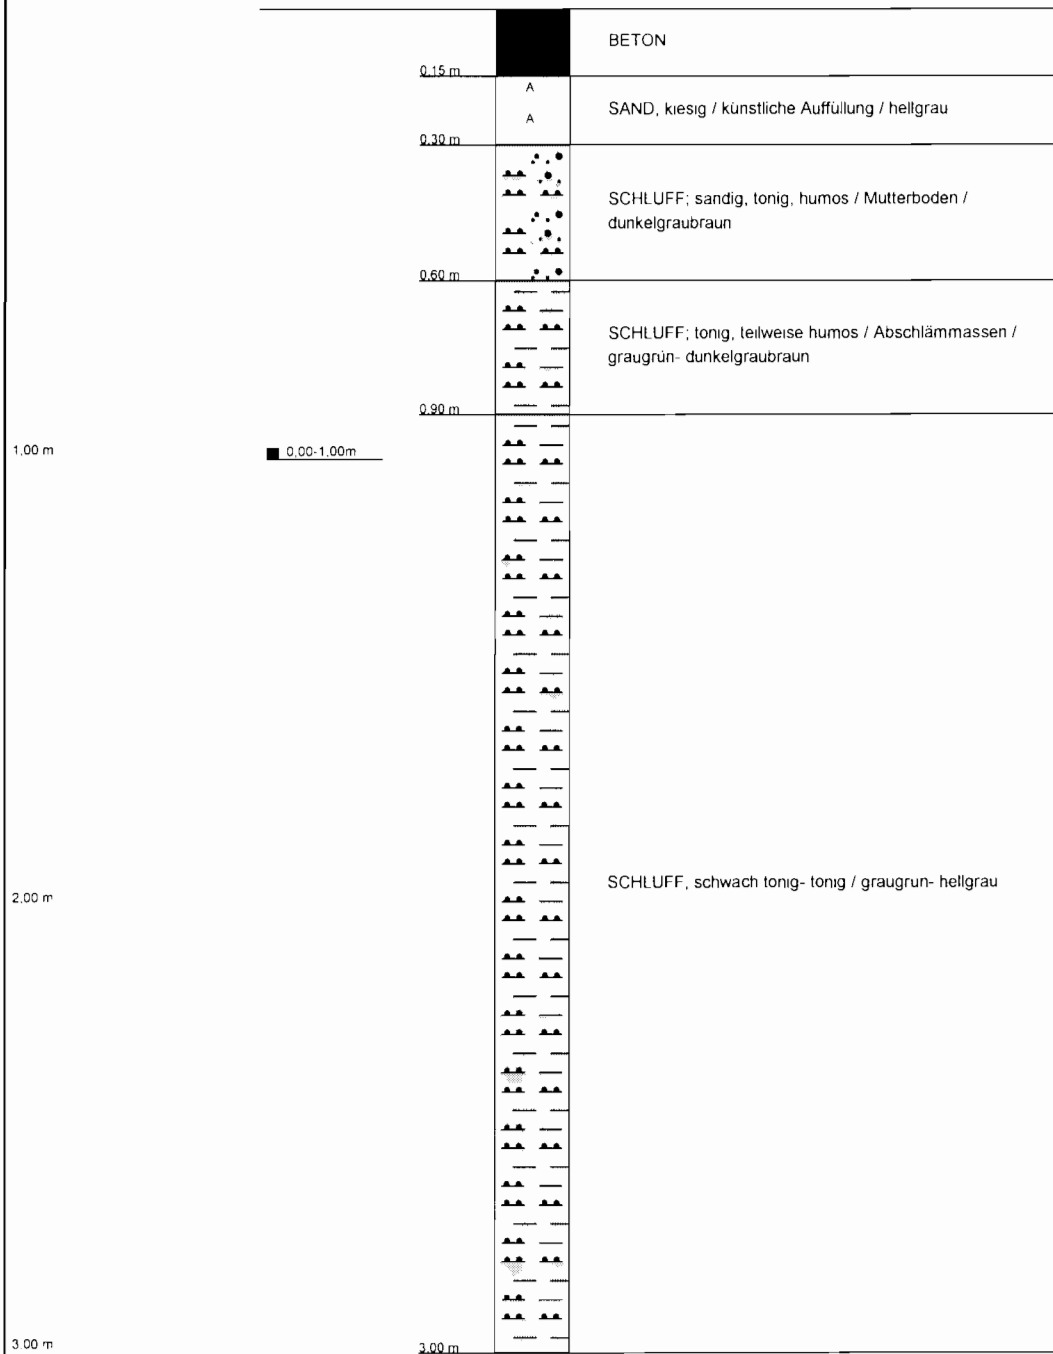 BETON
0,15 m
A
SAND, kiesig / künstliche Auffüllung / hellgrau
A
0,30 m
SCHLUFF; sandig, tonig, humos / Mutterboden /
dunkelgraubraun
0,60 m
SCHLUFF; tonig, teilweise humos / Abschlämmassen /
graugrün- dunkelgraubraun
0,90 m
1,00 m
0,00-1,00m
SCHLUFF, schwach tonig- tonig / graugrun- hellgrau
2,00 m
3,00 m
3,00 m